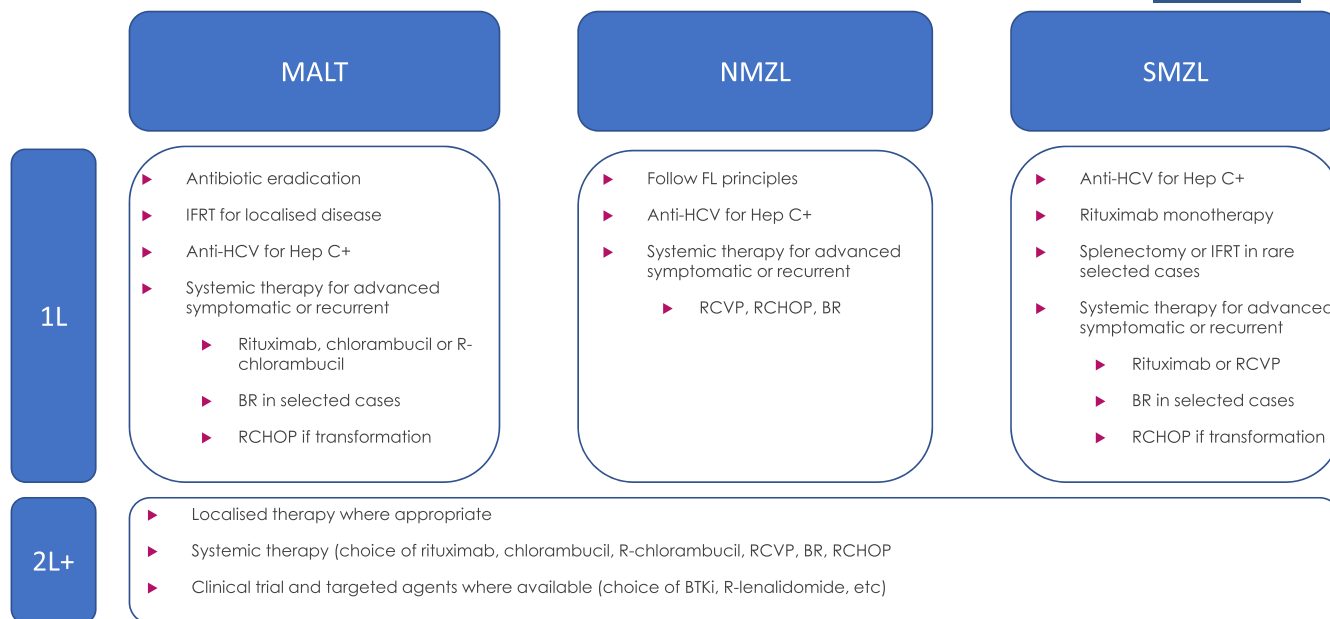 MALT
NMZL
SMZL
1L
Antibiotic eradication
IFRT for localised disease
Anti-HCV for Hep C+
Systemic therapy for advanced
symptomatic or recurrent
Rituximab, chlorambucil or R-
chlorambucil
BR in selected cases
RCHOP if transformation
Follow FL principles
Anti-HCV for Hep C+
Systemic therapy for advanced
symptomatic or recurrent
RCVP, RCHOP, BR
Anti-HCV for Hep C+
Rituximab monotherapy
Splenectomy or IFRT in rare
selected cases
Systemic therapy for advanced
symptomatic or recurrent
Rituximab or RCVP
BR in selected cases
RCHOP if transformation
2L+
Localised therapy where appropriate
Systemic therapy (choice of rituximab, chlorambucil, R-chlorambucil, RCVP, BR, RCHOP
Clinical trial and targeted agents where available (choice of BTKi, R-lenalidomide, etc)